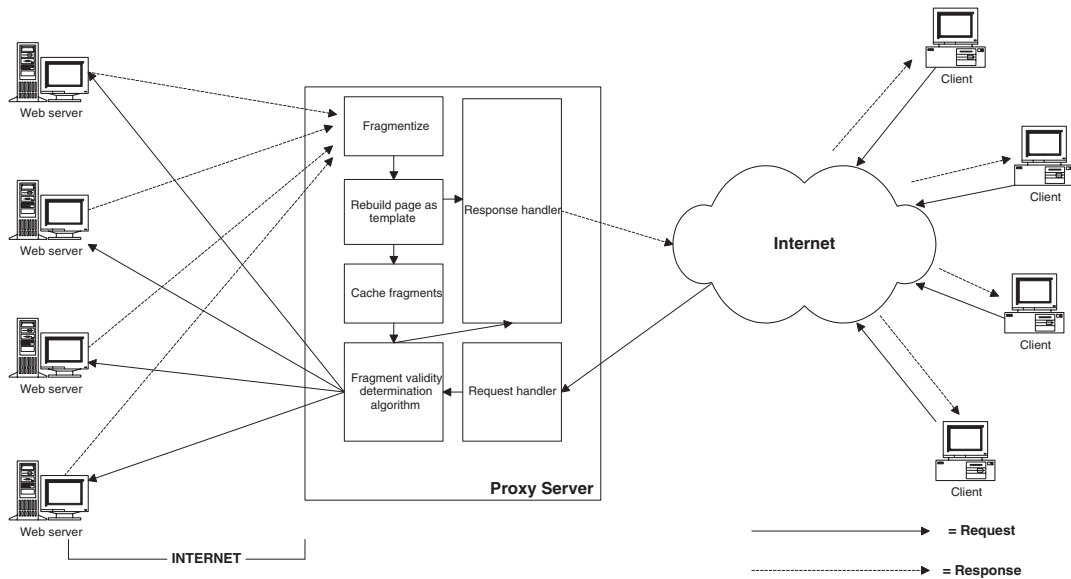 Web server
Web server
Web server
Web server
INTERNET
Fragmentize
Rebuild page as
template
Cache fragments
Fragment validity
determination
algorithm
Response handler
Request handler
Proxy Server
Internet
Client
Client
Client
Client
= Request
= Response